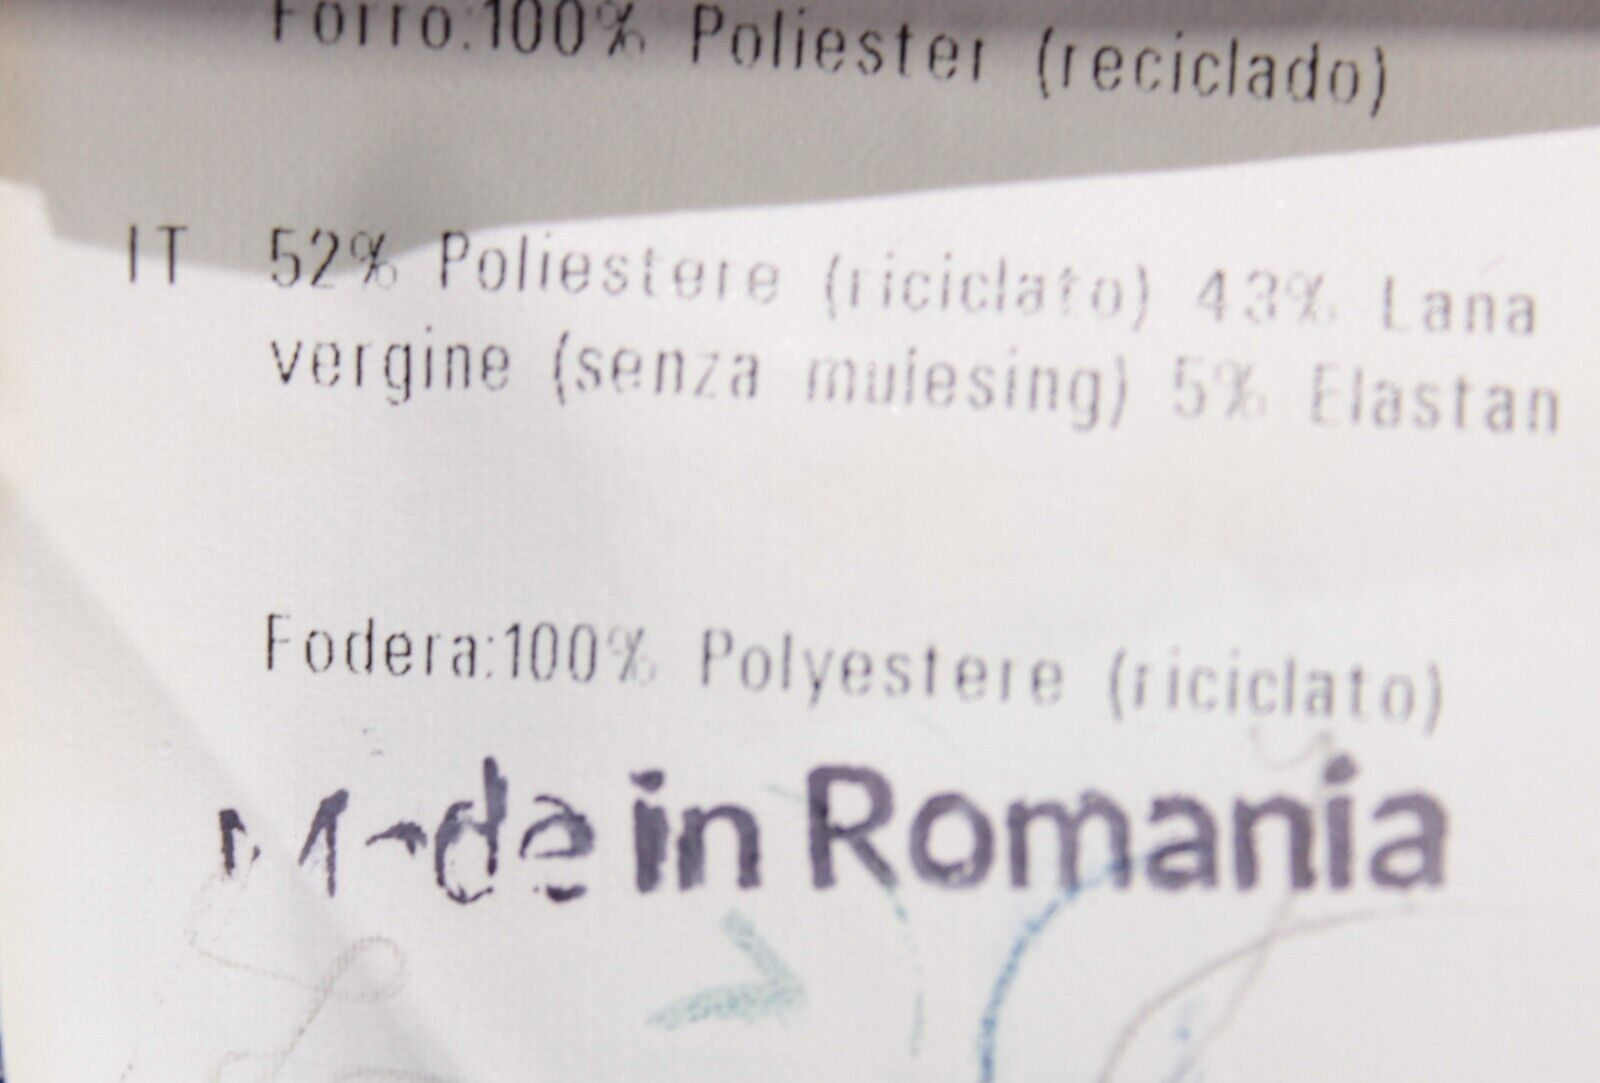 Forro:100% Poliester (reciclado)
IT 52% Poliestere (riciclato) 43% Lana
vergine (senza mulesing) 5% Elastan
Fodera:100% Polyestere (riciclato)
Made in Romania